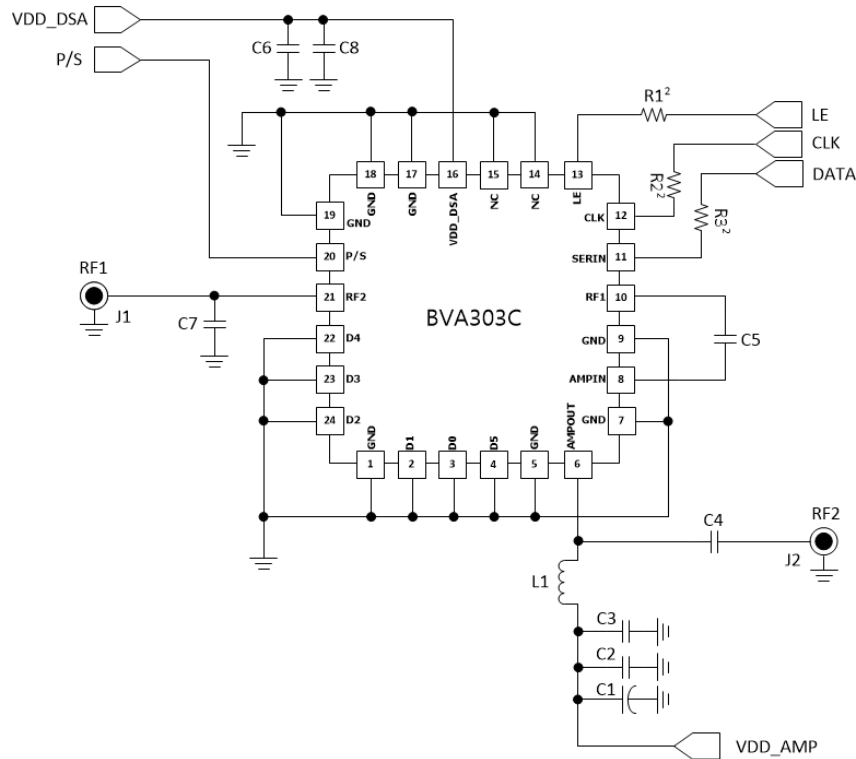 VDD_DSA
P/S
C6
C8
R1²
LE
CLK
DATA
R2²
R3²
18
17
16
15
14
13
GND
GND
VDD_DSA
NC
NC
LE
19
GND
12
CLK
20
P/S
11
SERIN
RF1
J1
C7
21
RF2
10
RF1
BVA303C
C5
22
D4
9
GND
23
D3
8
AMPIN
24
D2
7
GND
GND
D1
D0
D5
GND
AMPOUT
1
2
3
4
5
6
C4
RF2
J2
L1
C3
C2
C1
VDD_AMP